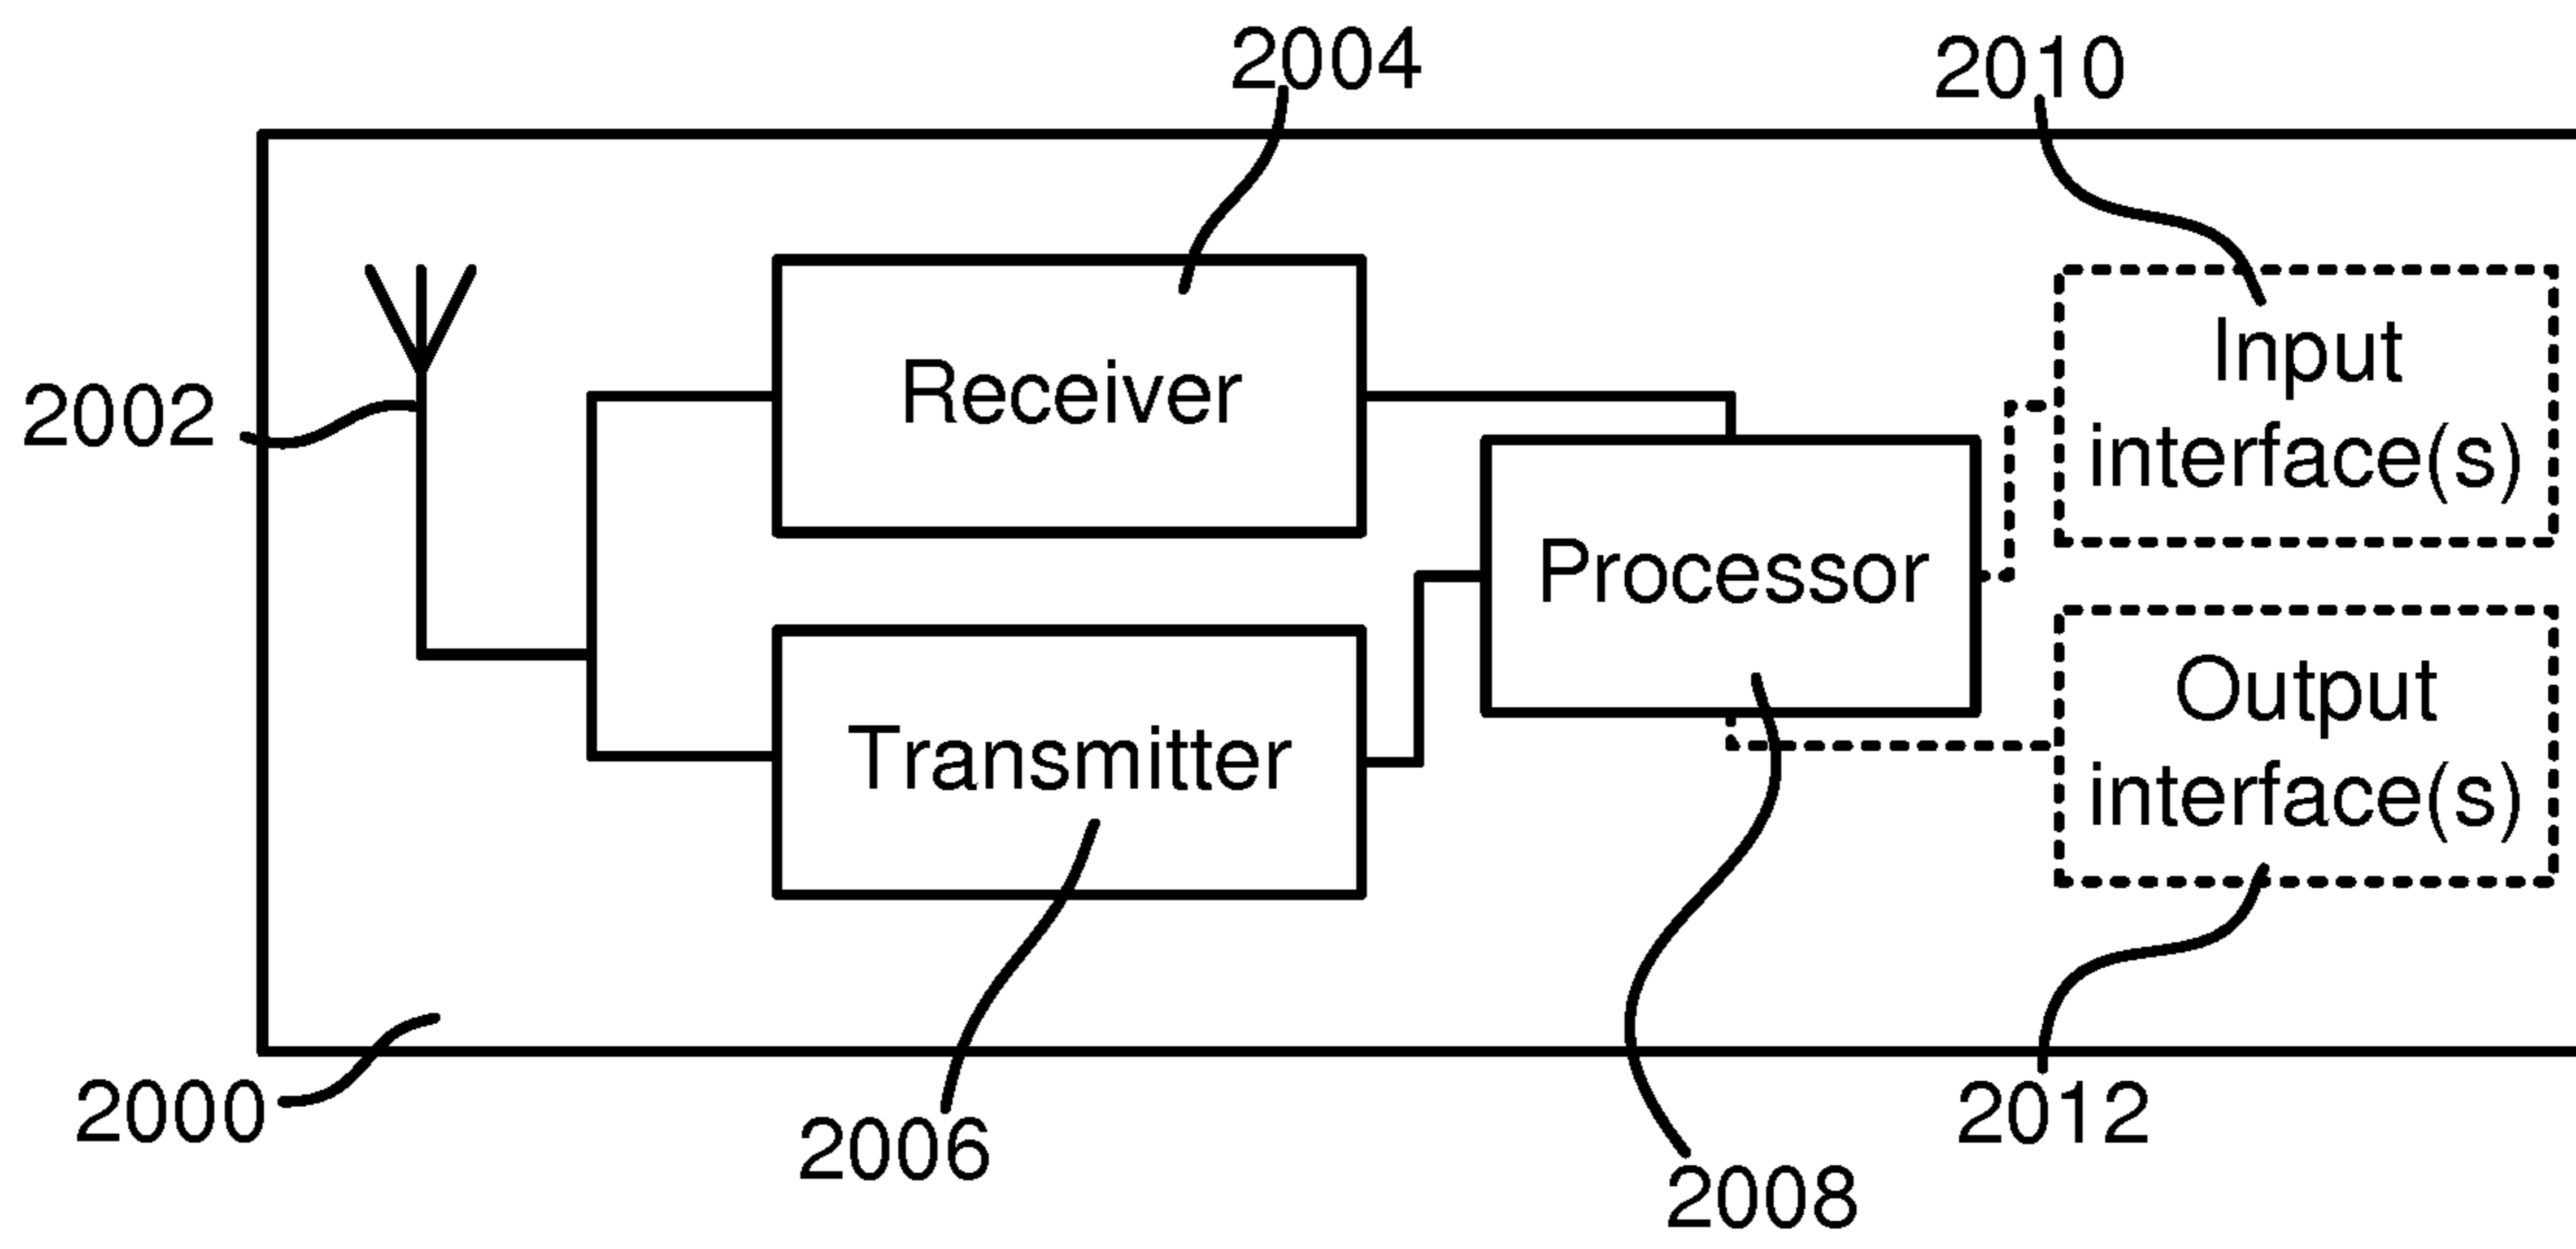 2004
2010
2002
Receiver
Input
interface(s)
Processor
Transmitter
Output
interface(s)
2000
2006
2008
2012